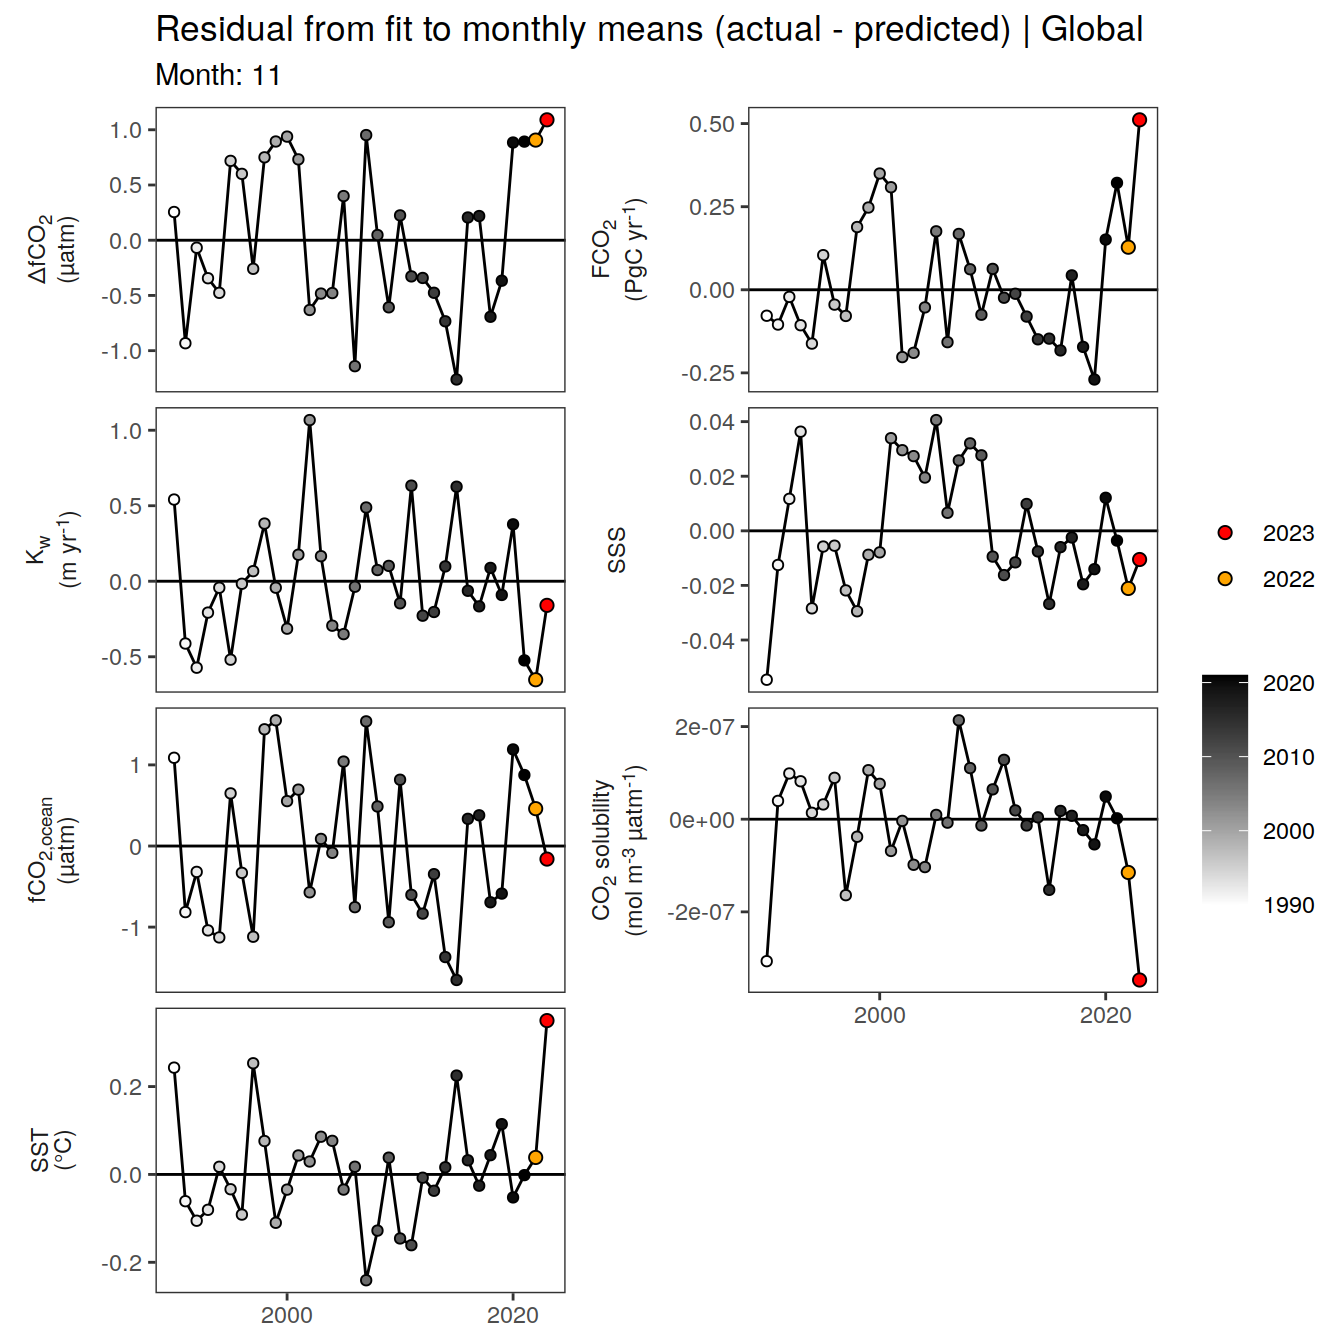 Residual from fit to monthly means (actual - predicted) | Global
Month: 11
ΔfCO2
(µatm)
1.0
0.5
0.0
-0.5
-1.0
FCO2
(PgC yr-1)
0.50
0.25
0.00
-0.25
Kw
(m yr-1)
1.0
0.5
0.0
-0.5
SSS
0.04
0.02
0.00
-0.02
-0.04
fCO2,ocean
(µatm)
1
0
-1
CO2 solubility
(mol m-3 µatm-1)
2e-07
0e+00
-2e-07
2000
2020
SST
(°C)
0.2
0.0
-0.2
2000
2020
2023
2022
2020
2010
2000
1990